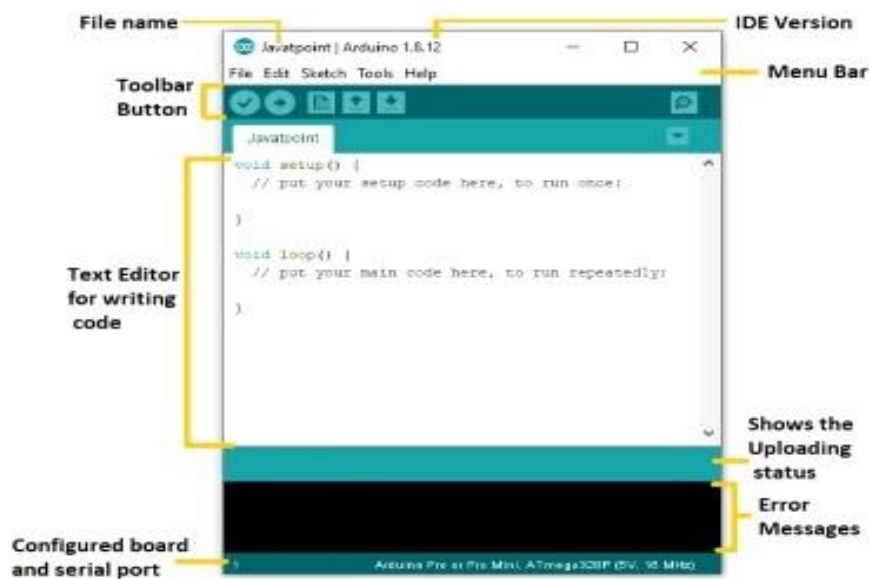 File name
IDE Version
Javatpoint | Arduino 1.8.12
File Edit Sketch Tools Help
Menu Bar
Toolbar
Button
Javatpoint
void setup() {
// put your setup code here, to run once:
}
void loop() {
// put your main code here, to run repeatedly:
}
Text Editor
for writing
code
Shows the
Uploading
status
Error
Messages
Configured board
and serial port
1
Arduino Pro or Pro Mini, ATmega328P (5V, 16 MHz)